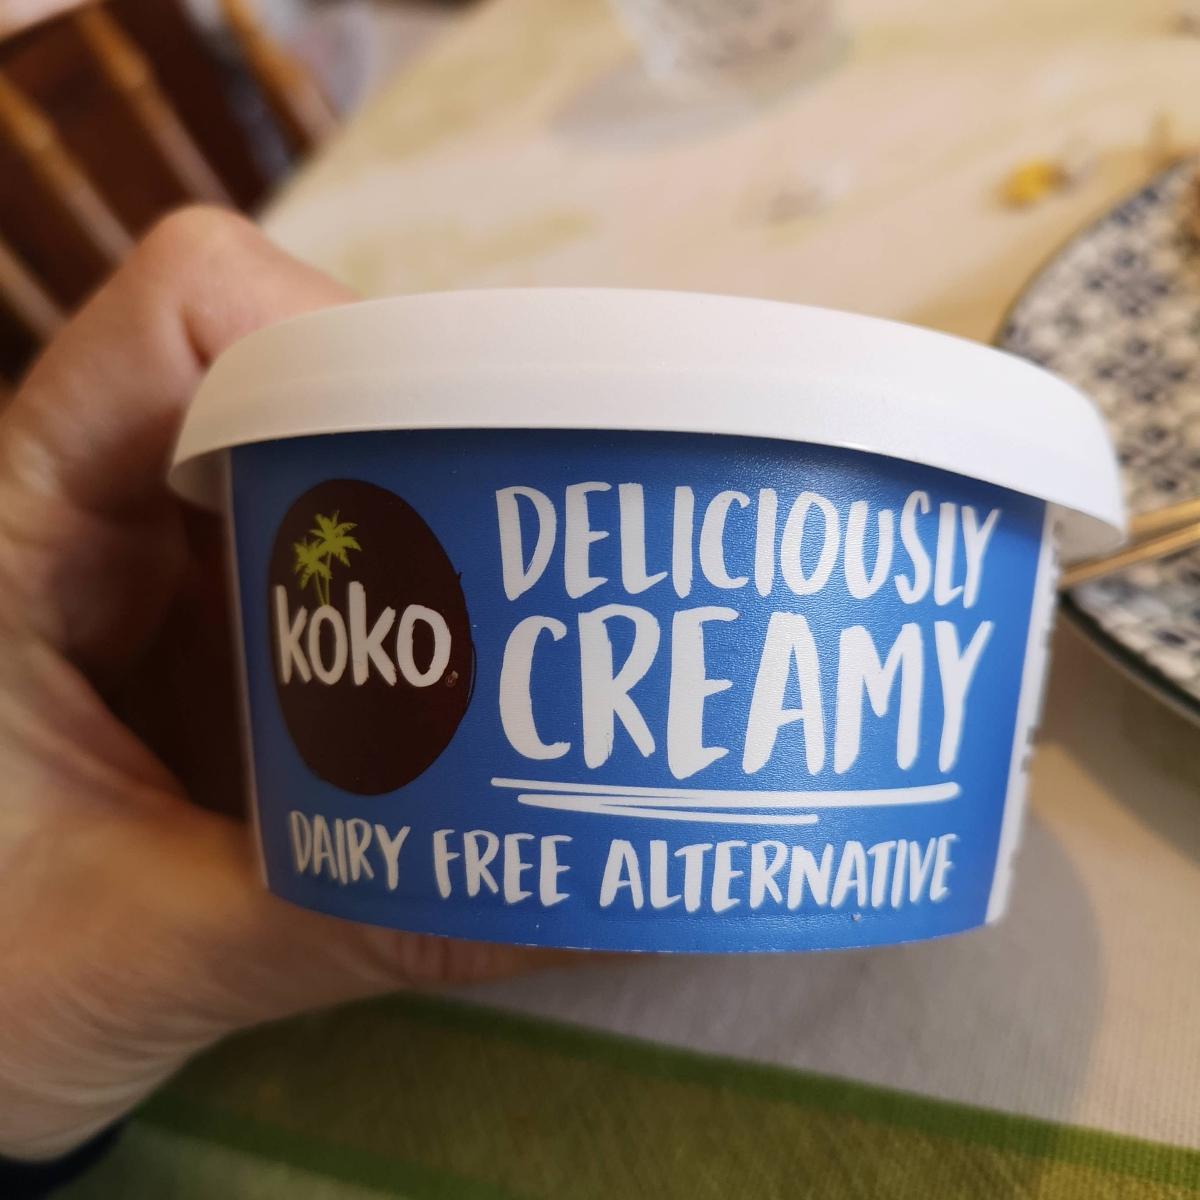 koko
DELICIOUSLY
CREAMY
DAIRY FREE ALTERNATIVE